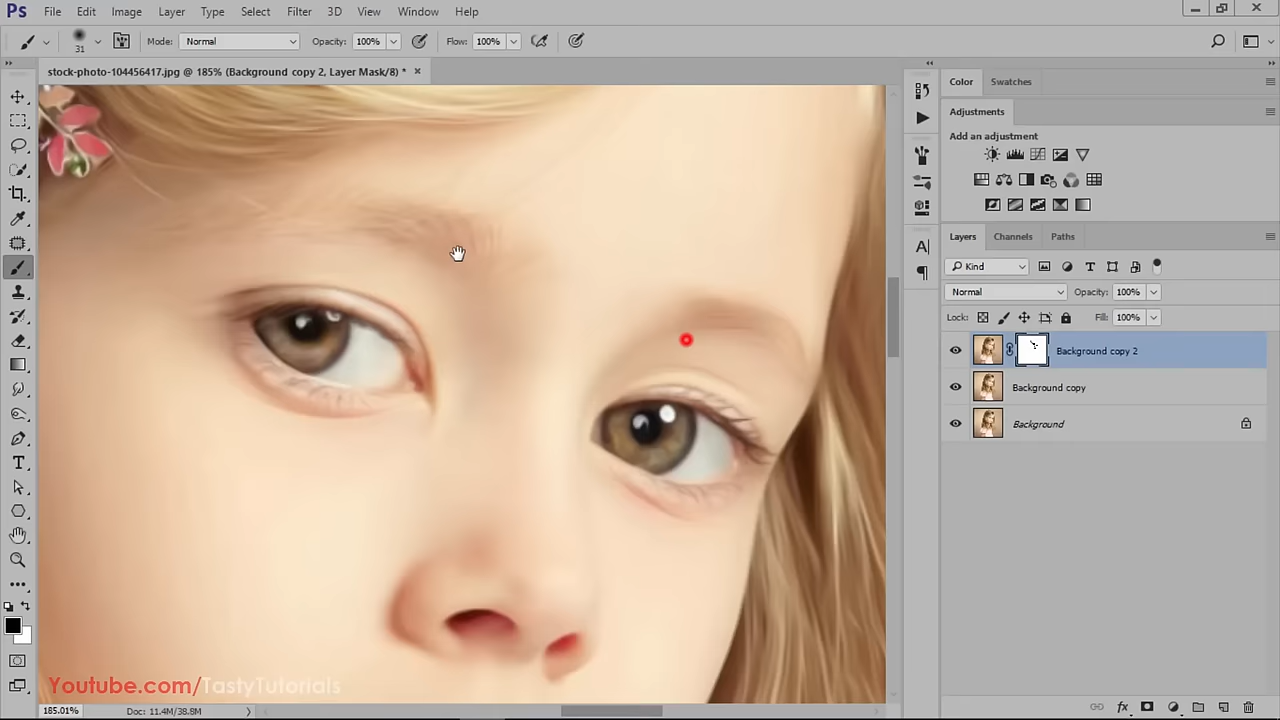 Ps File Edit Image Layer Type Select Filter 3D View Window Help
31 Mode: Normal Opacity: 100% Flow: 100%
stock-photo-104456417.jpg @ 185% (Background copy 2, Layer Mask/8) * ×
Color Swatches
Adjustments
Add an adjustment
Layers Channels Paths
Kind
Normal Opacity: 100%
Lock: Fill: 100%
Background copy 2
Background copy
Background
Youtube.com/TastyTutorials
185.01% Doc: 11.4M/38.8M